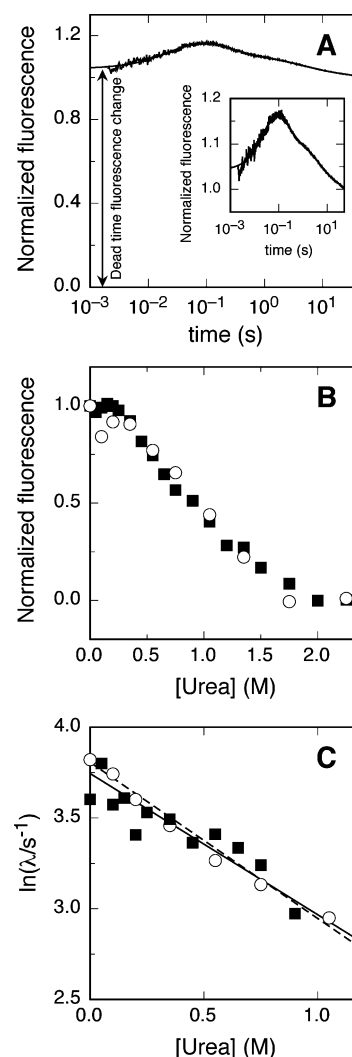 A
Normalized fluorescence
1.2
0.8
0.4
0.0
Dead time fluorescence change
10⁻³ 10⁻² 10⁻¹ 10⁰ 10¹
time (s)
Normalized fluorescence
1.2
1.1
1.0
10⁻³ 10⁻¹ 10¹
time (s)
B
Normalized fluorescence
1.0
0.5
0.0
0.0 0.5 1.0 1.5 2.0
[Urea] (M)
C
ln(λ/s⁻¹)
4.0
3.5
3.0
2.5
0.0 0.5 1.0
[Urea] (M)